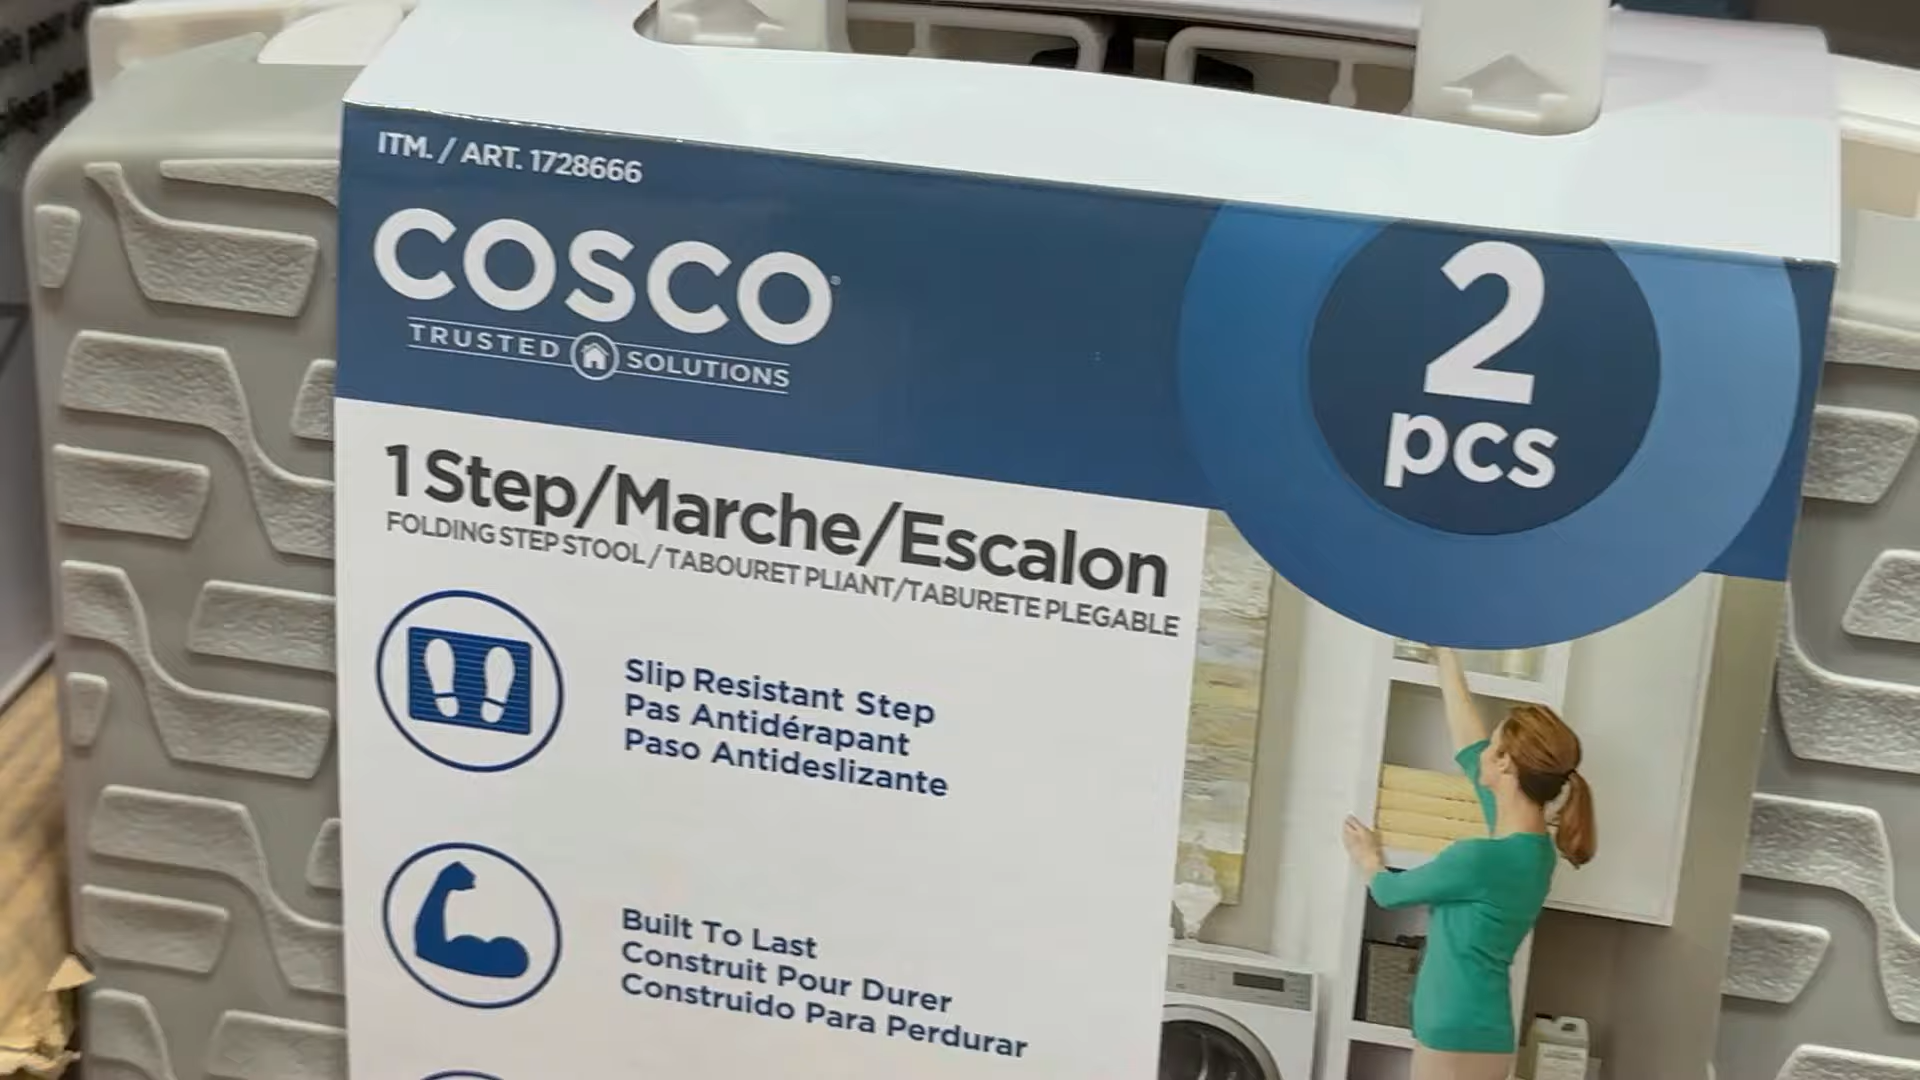 ITM. / ART. 1728666
COSCO
TRUSTED SOLUTIONS
2
pcs
1 Step/Marche/Escalon
FOLDING STEP STOOL / TABOURET PLIANT/TABURETE PLEGABLE
Slip Resistant Step
Pas Antidérapant
Paso Antideslizante
Built To Last
Construit Pour Durer
Construido Para Perdurar